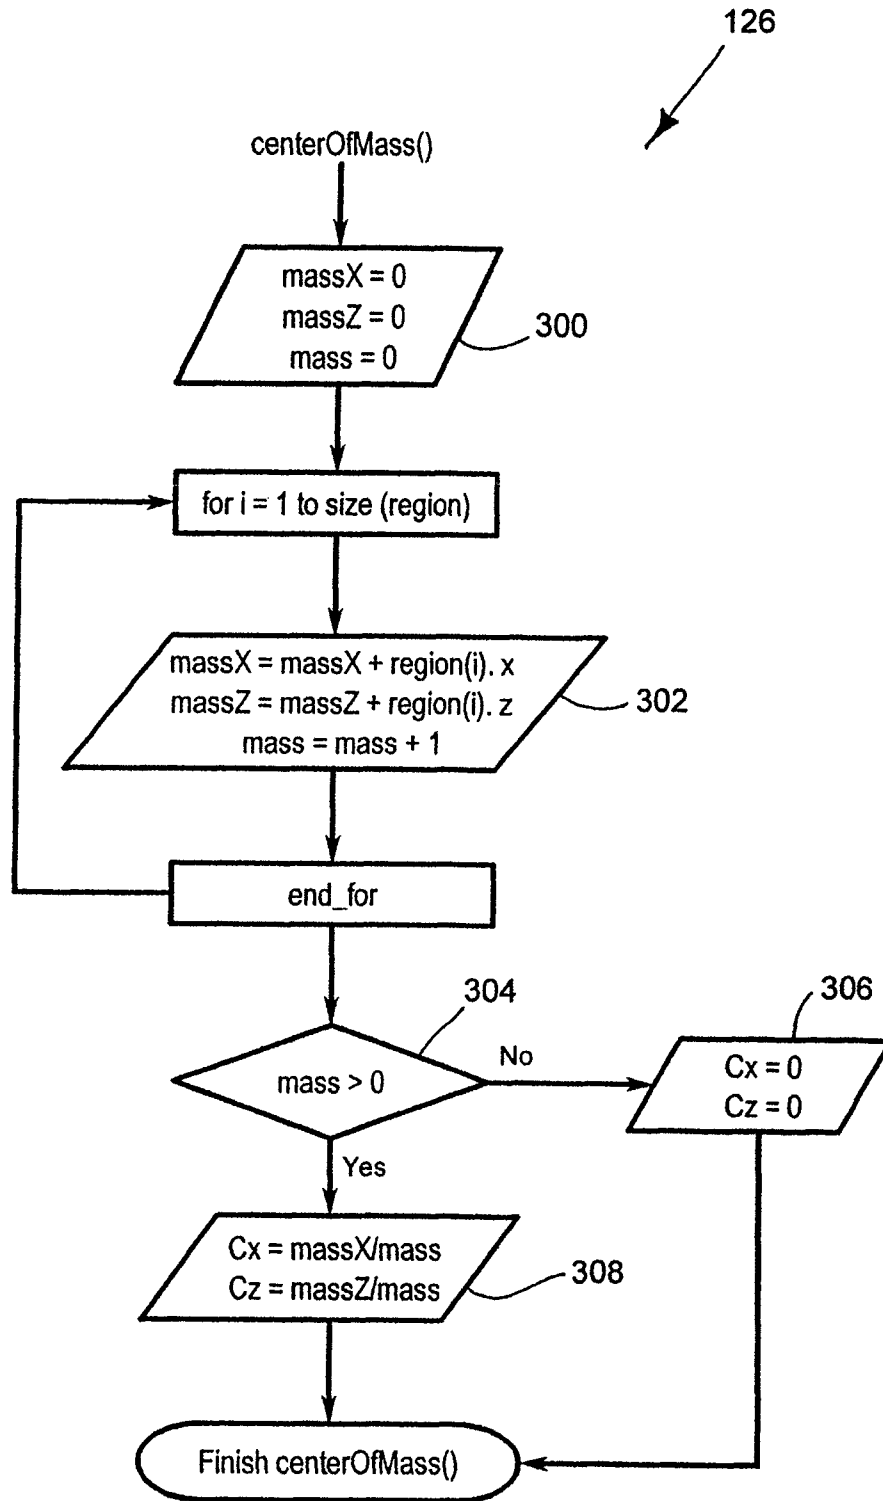 126
centerOfMass()
massX = 0
massZ = 0
mass = 0
300
for i = 1 to size (region)
massX = massX + region(i). x
massZ = massZ + region(i). z
mass = mass + 1
302
end_for
304
306
mass > 0
No
Cx = 0
Cz = 0
Yes
Cx = massX/mass
Cz = massZ/mass
308
Finish centerOfMass()